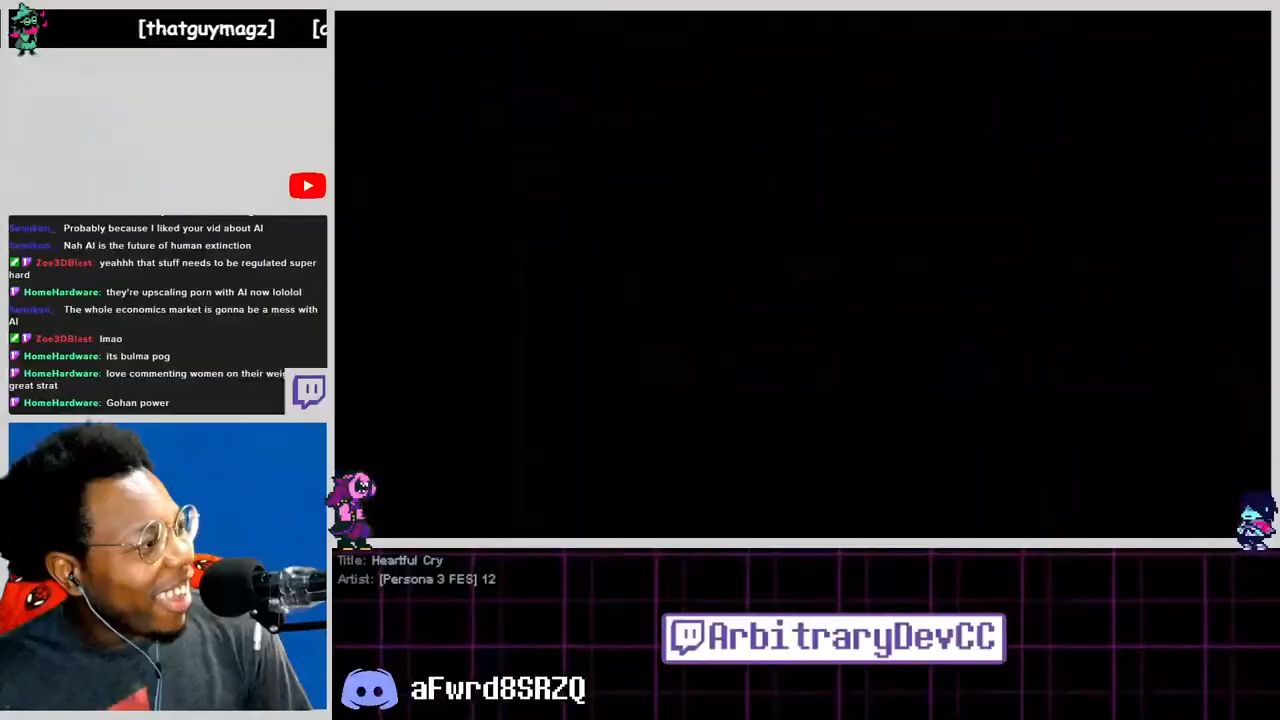 [thatguymagz]
Semikon_ Probably because I liked your vid about AI
Semikon_ Nah AI is the future of human extinction
Zoe3DBlast: yeahhh that stuff needs to be regulated super
hard
HomeHardware: they're upscaling porn with AI now lololol
Semikon_ The whole economics market is gonna be a mess with
AI
Zoe3DBlast: lmao
HomeHardware: its bulma pog
HomeHardware: love commenting women on their
great strat
HomeHardware: Gohan power
Title: Heartful Cry
Artist: [Persona 3 FES] 12
ArbitraryDevCC
aFwrd8SRZQ